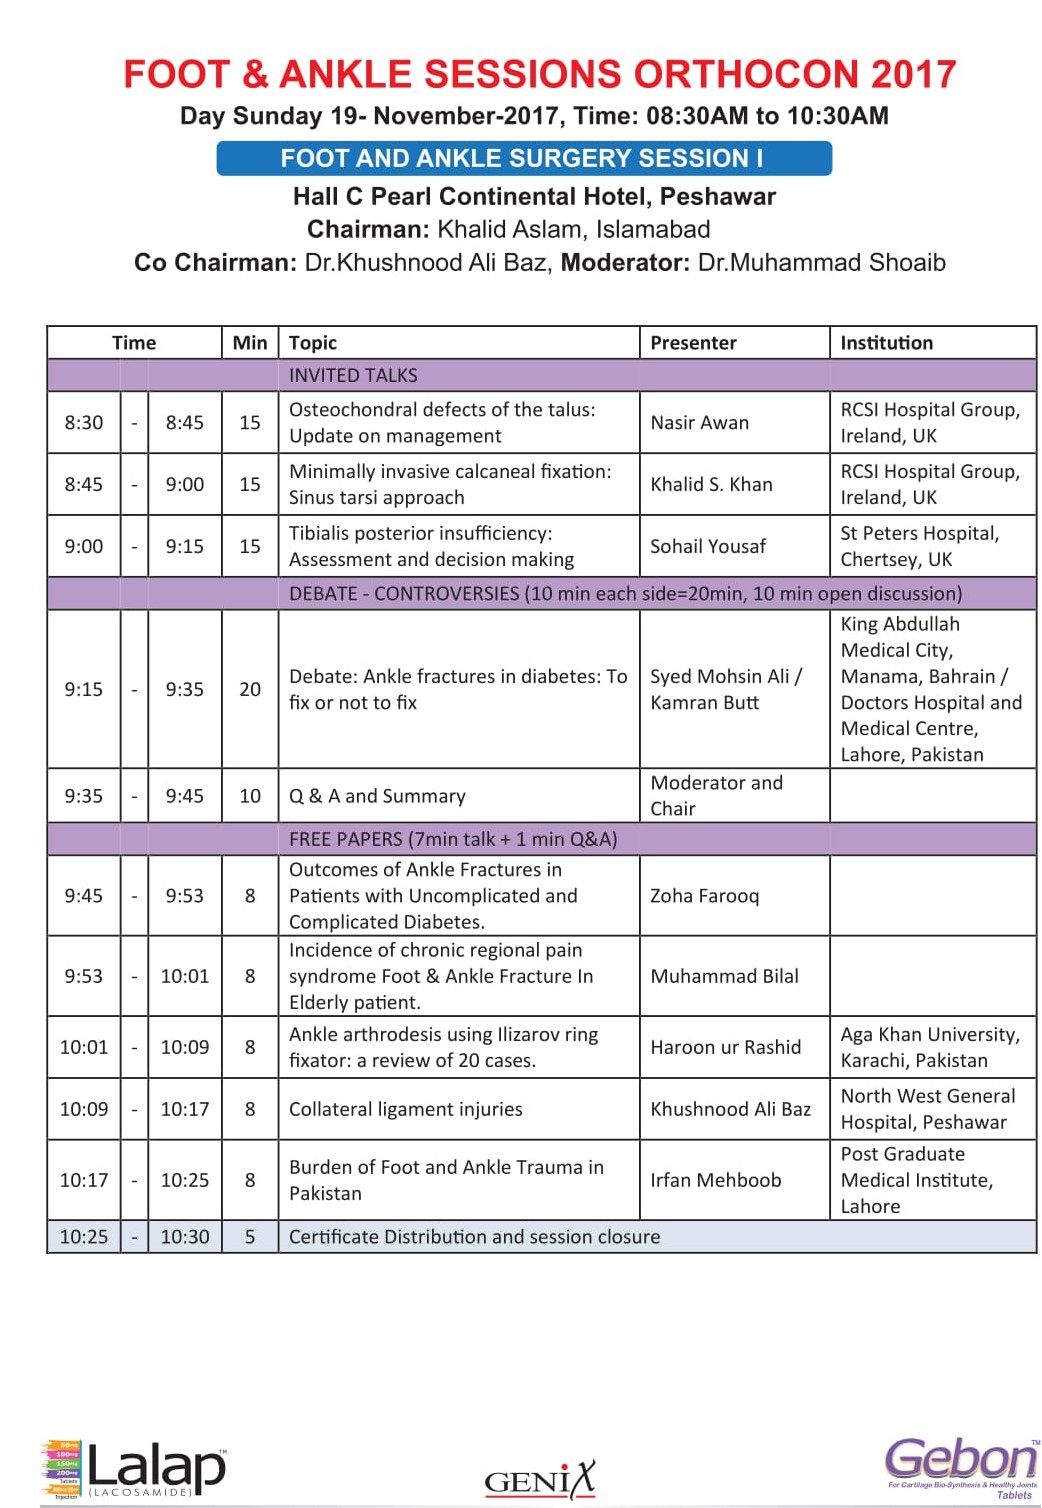 FOOT & ANKLE SESSIONS ORTHOCON 2017
Day Sunday 19- November-2017, Time: 08:30AM to 10:30AM
FOOT AND ANKLE SURGERY SESSION I
Hall C Pearl Continental Hotel, Peshawar
Chairman: Khalid Aslam, Islamabad
Co Chairman: Dr.Khushnood Ali Baz, Moderator: Dr.Muhammad Shoaib
Time Min Topic Presenter Institution
INVITED TALKS
8:30 - 8:45 15 Osteochondral defects of the talus: Nasir Awan RCSI Hospital Group,
Update on management Ireland, UK
8:45 - 9:00 15 Minimally invasive calcaneal fixation: Khalid S. Khan RCSI Hospital Group,
Sinus tarsi approach Ireland, UK
9:00 - 9:15 15 Tibialis posterior insufficiency: Sohail Yousaf St Peters Hospital,
Assessment and decision making Chertsey, UK
DEBATE - CONTROVERSIES (10 min each side=20min, 10 min open discussion)
9:15 - 9:35 20 Debate: Ankle fractures in diabetes: To Syed Mohsin Ali / King Abdullah
fix or not to fix Kamran Butt Medical City,
Manama, Bahrain /
Doctors Hospital and
Medical Centre,
Lahore, Pakistan
9:35 - 9:45 10 Q & A and Summary Moderator and
Chair
FREE PAPERS (7min talk + 1 min Q&A)
9:45 - 9:53 8 Outcomes of Ankle Fractures in Zoha Farooq
Patients with Uncomplicated and
Complicated Diabetes.
9:53 - 10:01 8 Incidence of chronic regional pain Muhammad Bilal
syndrome Foot & Ankle Fracture In
Elderly patient.
10:01 - 10:09 8 Ankle arthrodesis using Ilizarov ring Haroon ur Rashid Aga Khan University,
fixator: a review of 20 cases. Karachi, Pakistan
10:09 - 10:17 8 Collateral ligament injuries Khushnood Ali Baz North West General
Hospital, Peshawar
10:17 - 10:25 8 Burden of Foot and Ankle Trauma in Irfan Mehboob Post Graduate
Pakistan Medical Institute,
Lahore
10:25 - 10:30 5 Certificate Distribution and session closure
50mg
100mg
150mg
200mg
Tablets
Injection
Lalap™
(LACOSAMIDE)
GENIX
Gebon™
For Cartilage Bio-Synthesis & Healthy Joints
Tablets